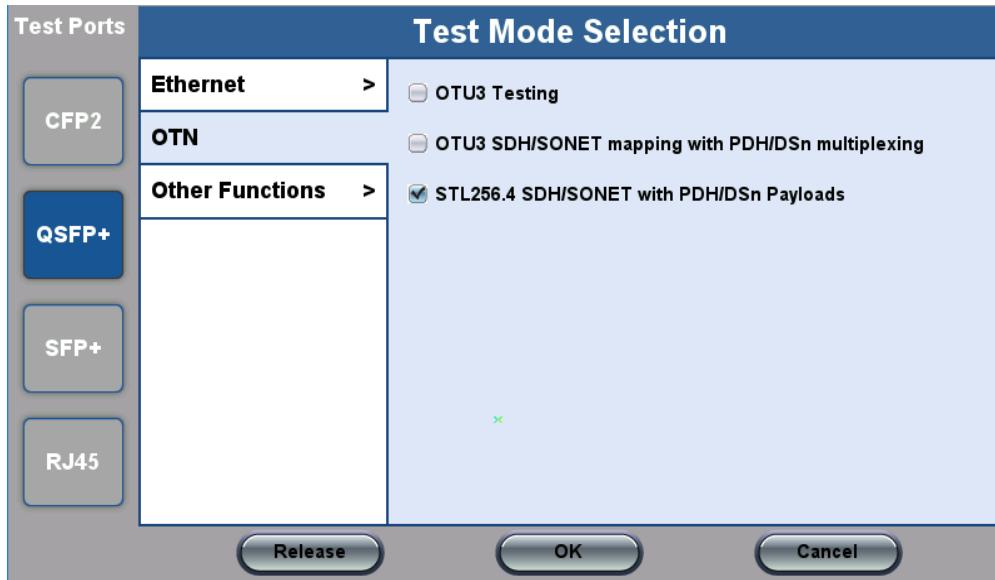 Test Ports
Test Mode Selection
CFP2
QSFP+
SFP+
RJ45
Ethernet >
OTN
Other Functions >
OTU3 Testing
OTU3 SDH/SONET mapping with PDH/DSn multiplexing
STL256.4 SDH/SONET with PDH/DSn Payloads
Release
OK
Cancel